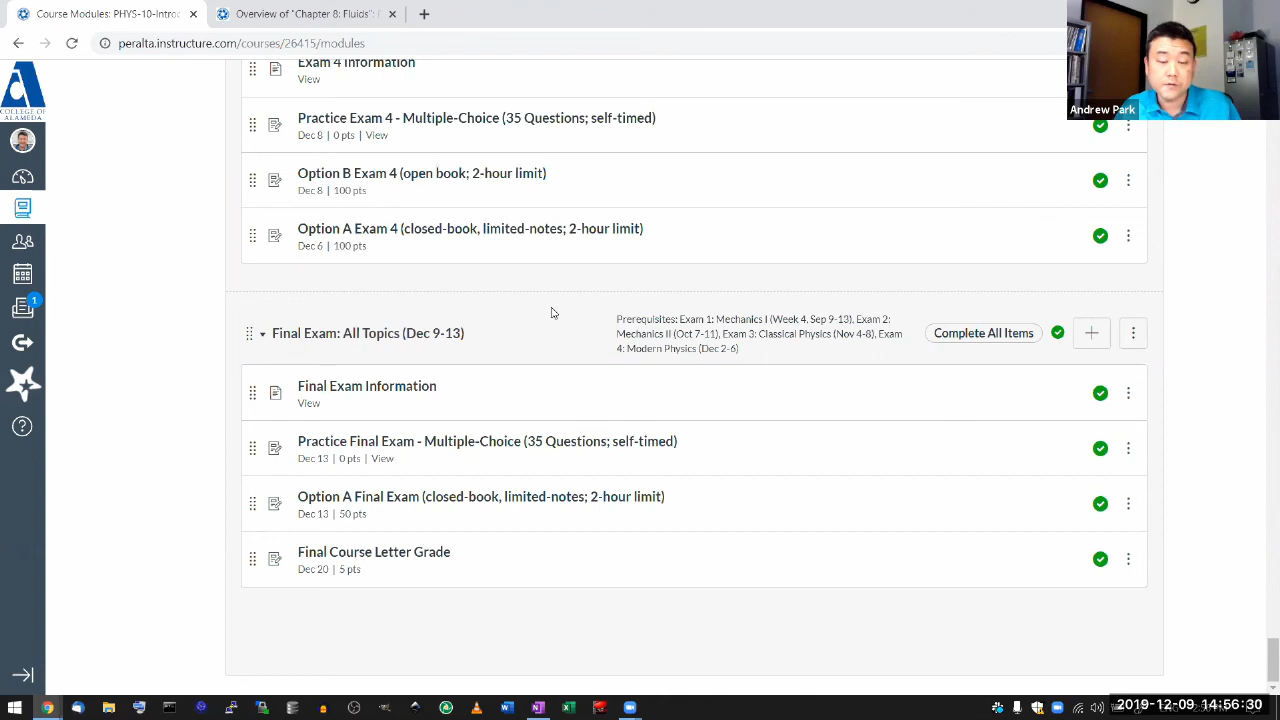 Course Modules: PHYS-10-Introd
Overview of "Chapter 8: Fluids":
peralta.instructure.com/courses/26415/modules
COLLEGE OF
ALAMEDA
1
Exam 4 Information
View
Practice Exam 4 - Multiple-Choice (35 Questions; self-timed)
Dec 8 | 0 pts | View
Option B Exam 4 (open book; 2-hour limit)
Dec 8 | 100 pts
Option A Exam 4 (closed-book, limited-notes; 2-hour limit)
Dec 6 | 100 pts
Final Exam: All Topics (Dec 9-13)
Prerequisites: Exam 1: Mechanics I (Week 4, Sep 9-13), Exam 2:
Mechanics II (Oct 7-11), Exam 3: Classical Physics (Nov 4-8), Exam
4: Modern Physics (Dec 2-6)
Complete All Items
Final Exam Information
View
Practice Final Exam - Multiple-Choice (35 Questions; self-timed)
Dec 13 | 0 pts | View
Option A Final Exam (closed-book, limited-notes; 2-hour limit)
Dec 13 | 50 pts
Final Course Letter Grade
Dec 20 | 5 pts
Andrew Park
2019-12-09 14:56:30